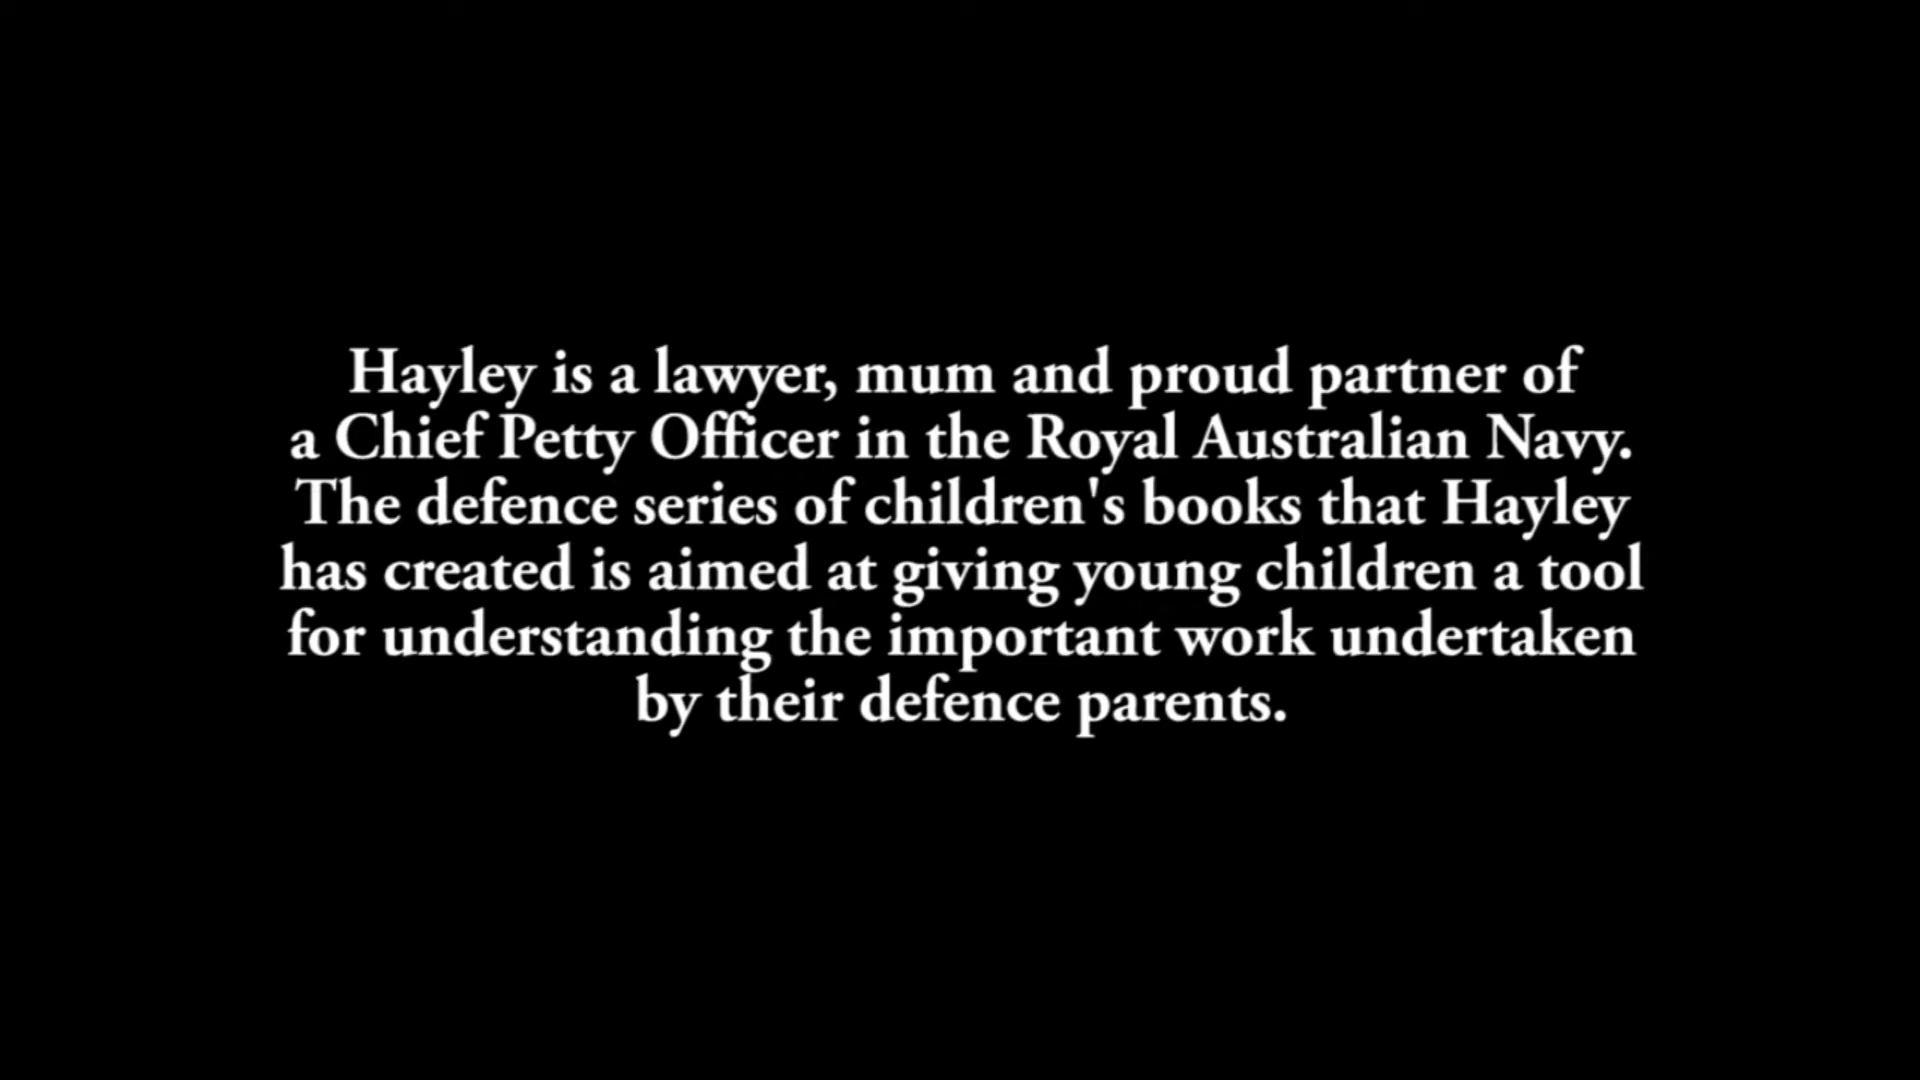 Hayley is a lawyer, mum and proud partner of
a Chief Petty Officer in the Royal Australian Navy.
The defence series of children's books that Hayley
has created is aimed at giving young children a tool
for understanding the important work undertaken
by their defence parents.